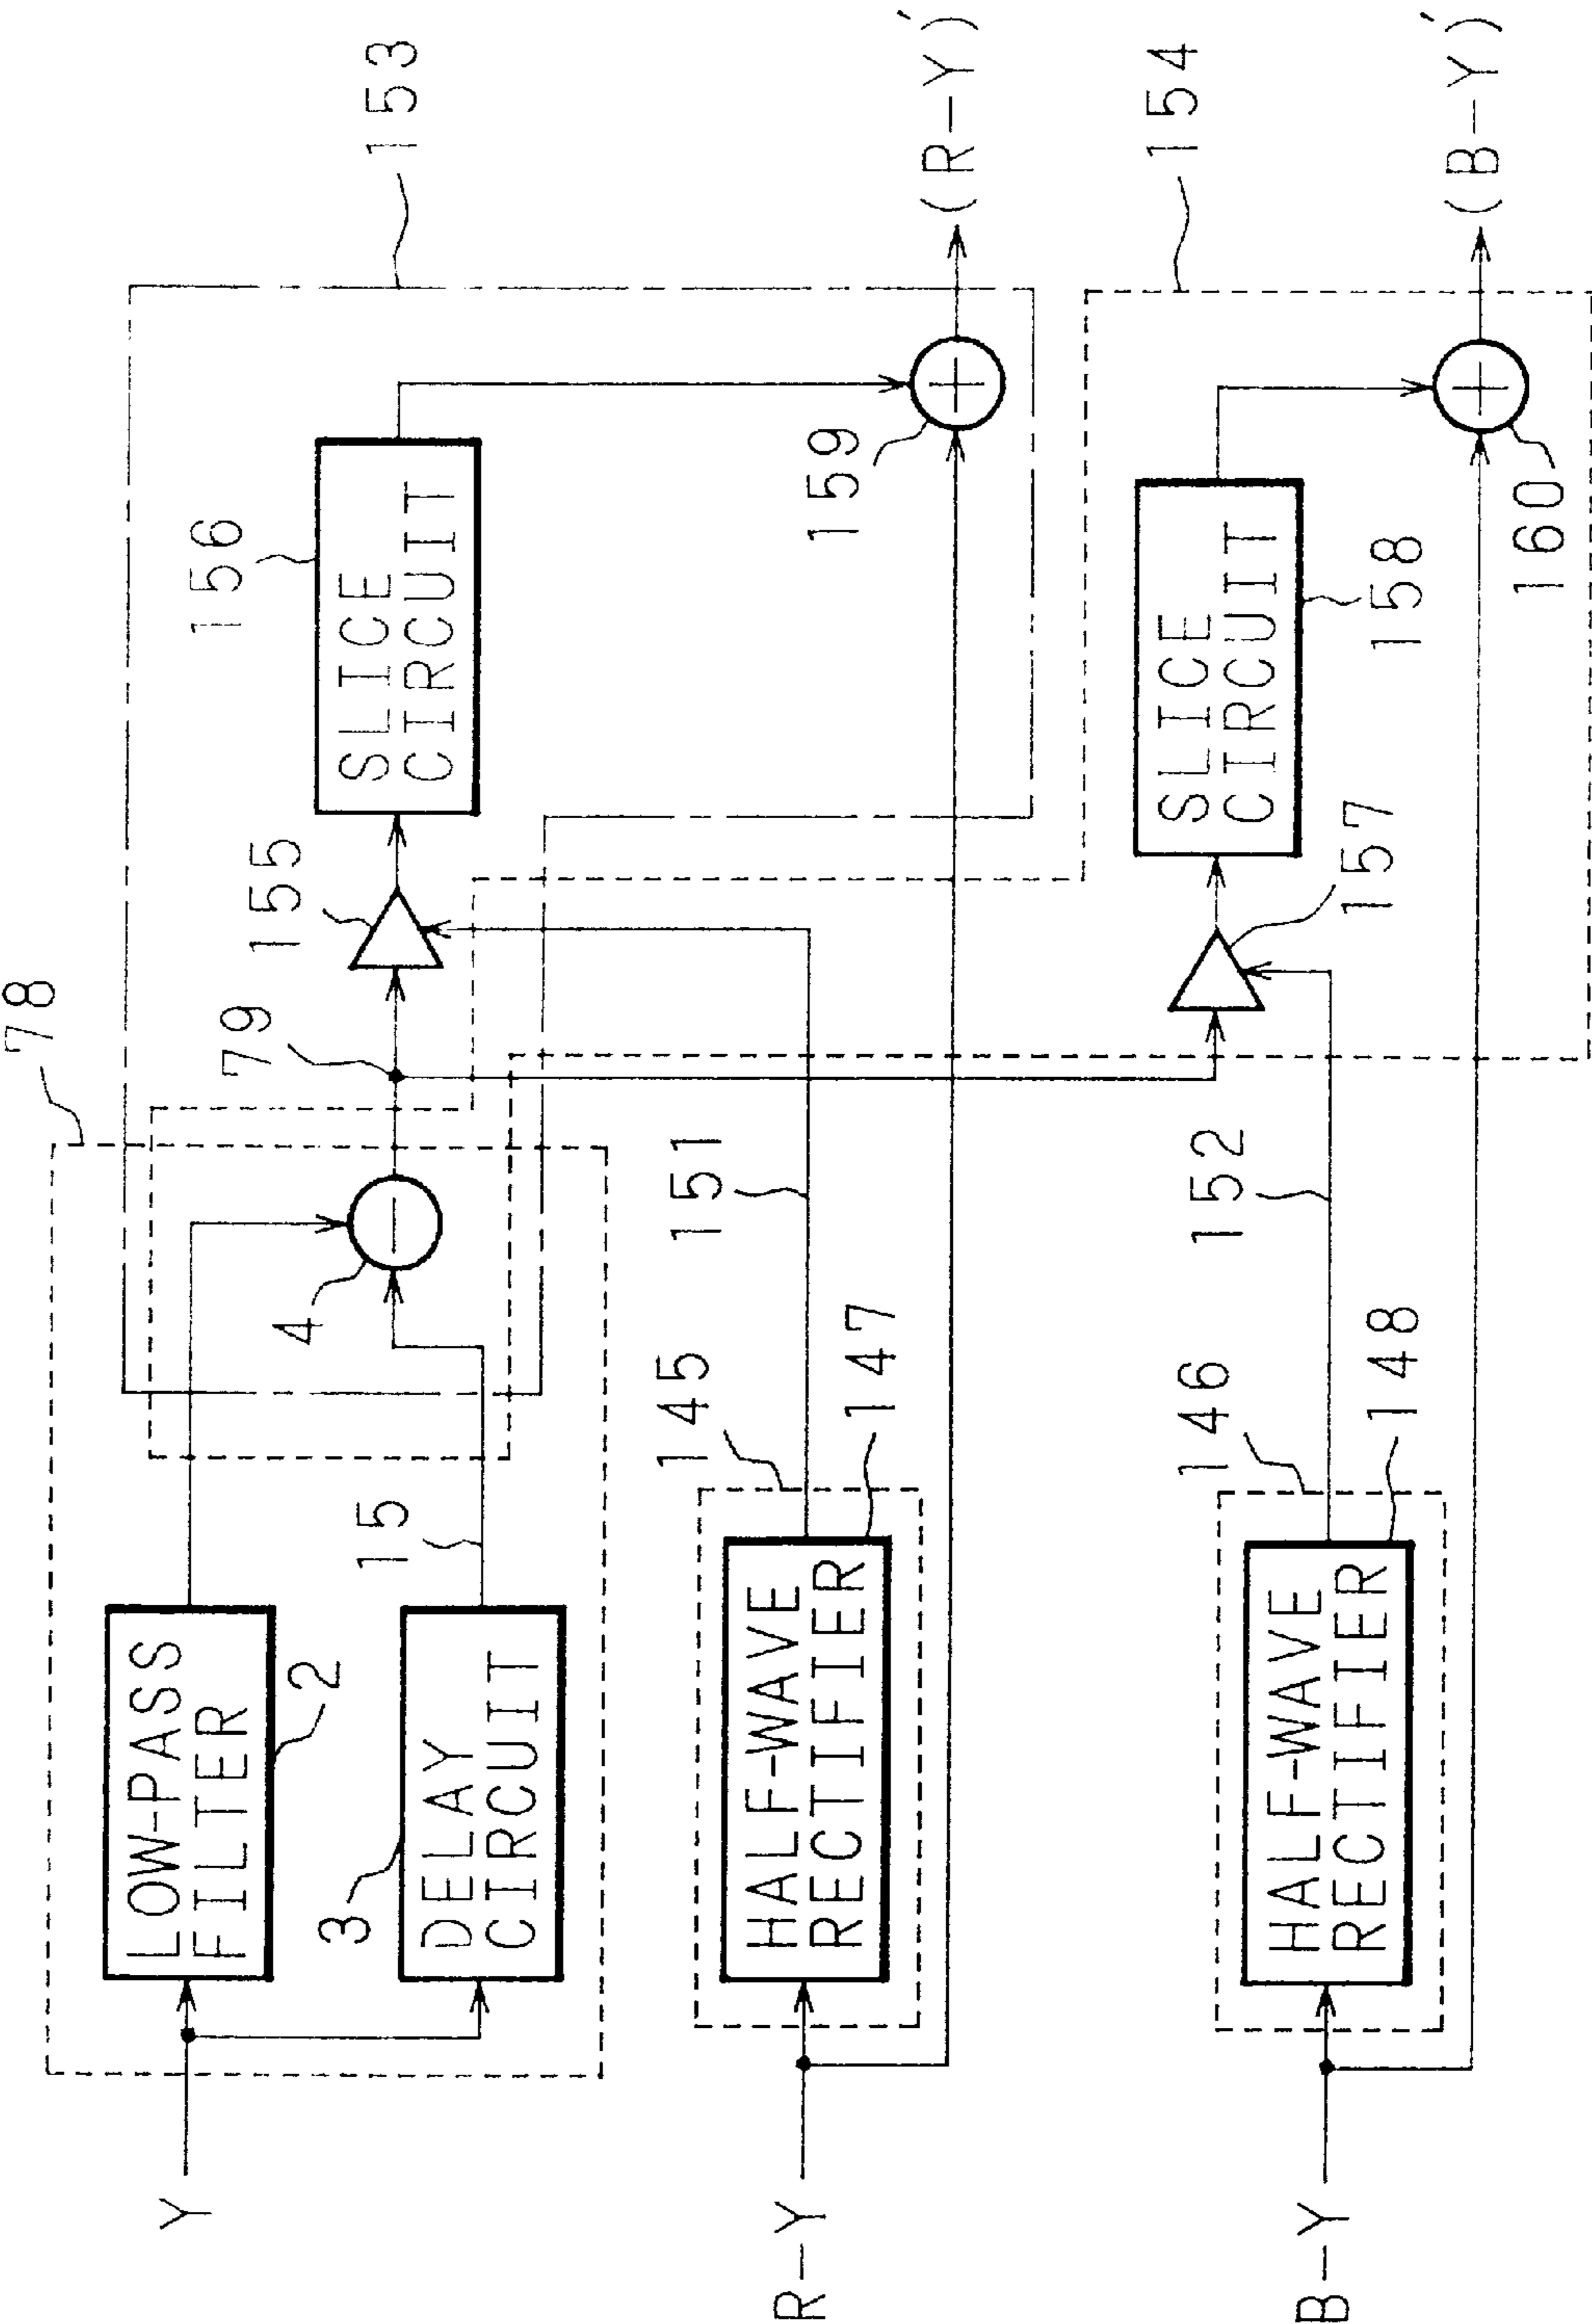 78
Y
LOW-PASS
FILTER
2
3
DELAY
CIRCUIT
15
4
79
155
156
SLICE
CIRCUIT
153
R-Y
145
HALF-WAVE
RECTIFIER
147
151
159
(R-Y)'
B-Y
146
HALF-WAVE
RECTIFIER
148
152
157
SLICE
CIRCUIT
158
154
160
(B-Y)'